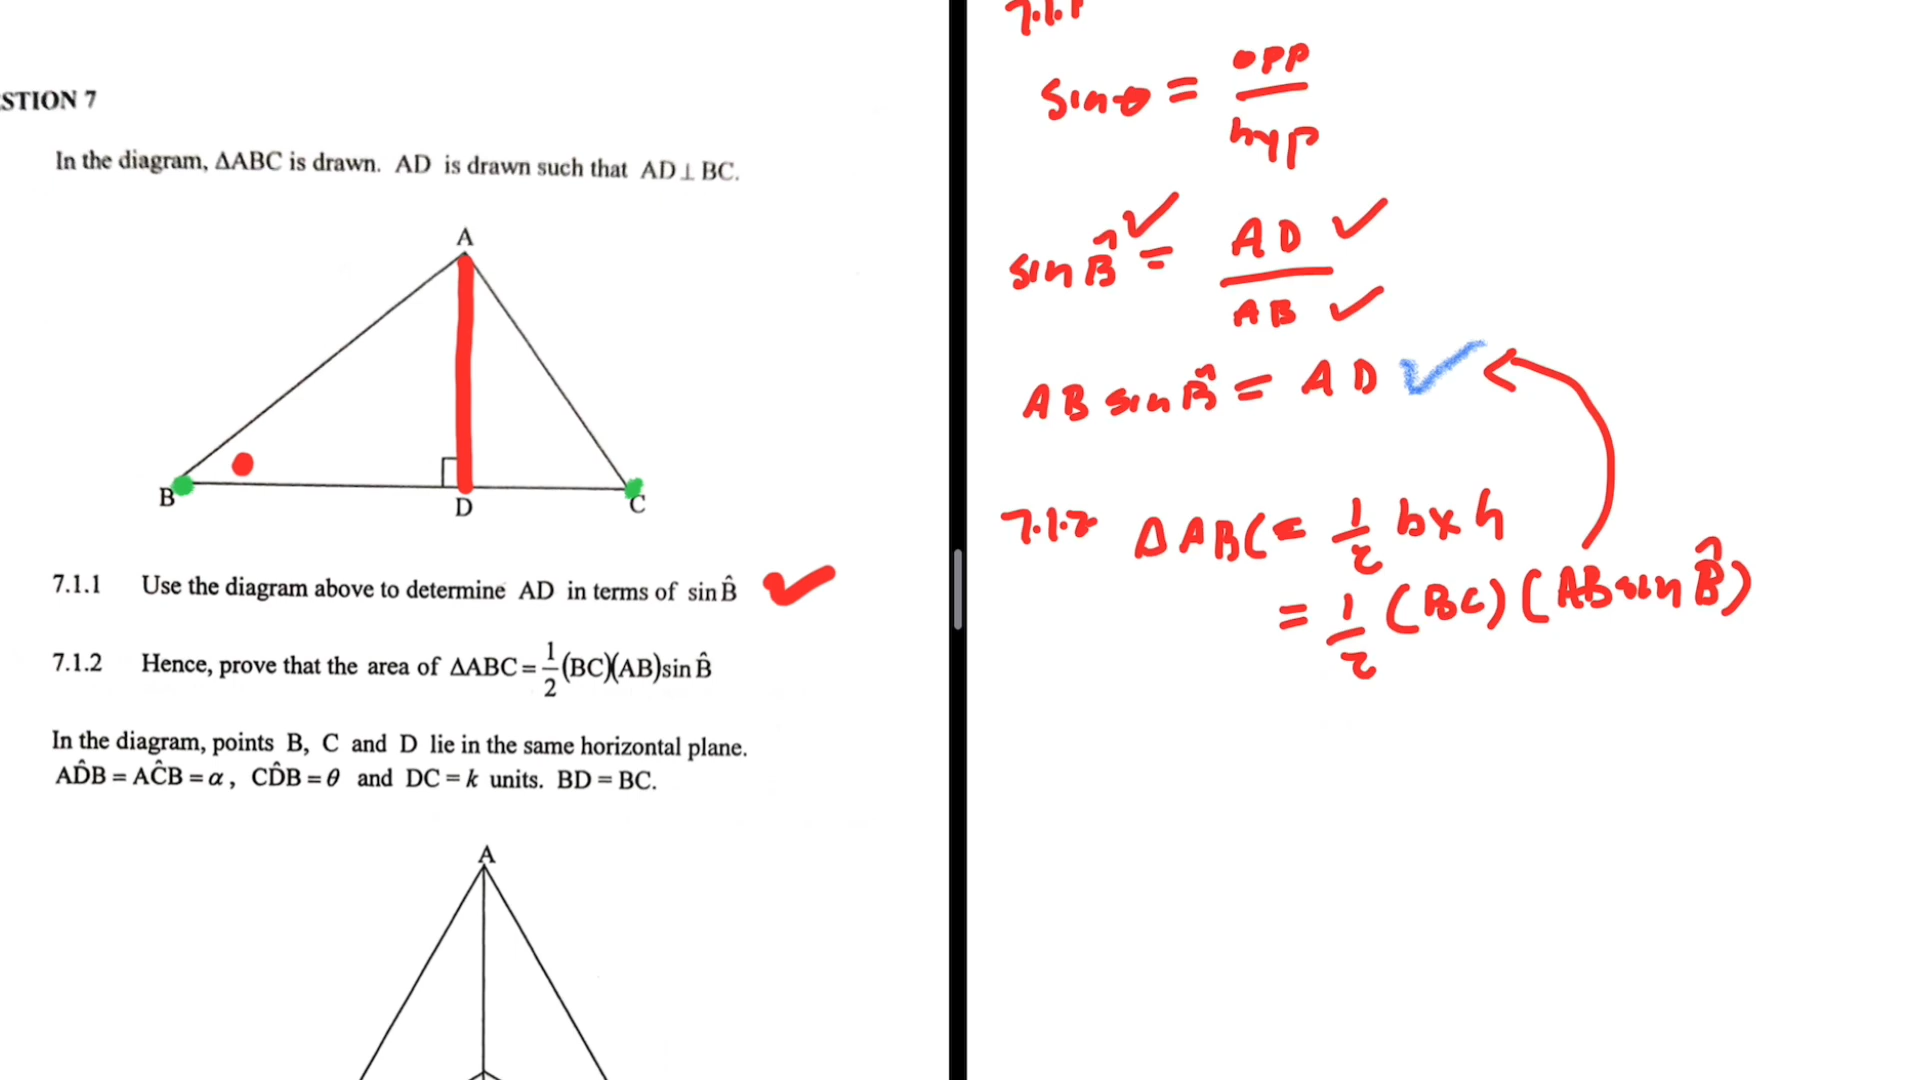 STION 7
In the diagram, ΔABC is drawn. AD is drawn such that AD ⊥ BC.
A
B
D
C
7.1.1 Use the diagram above to determine AD in terms of sin B̂
7.1.2 Hence, prove that the area of ΔABC = 1/2 (BC)(AB)sin B̂
In the diagram, points B, C and D lie in the same horizontal plane.
AD̂B = AĈB = α, CD̂B = θ and DC = k units. BD = BC.
A
7.1.1
sin θ = opp/hyp
sin B̂ = AD/AB
AB sin B̂ = AD
7.1.2 Δ ABC = 1/2 b x h
= 1/2 (BC) (AB sin B̂)